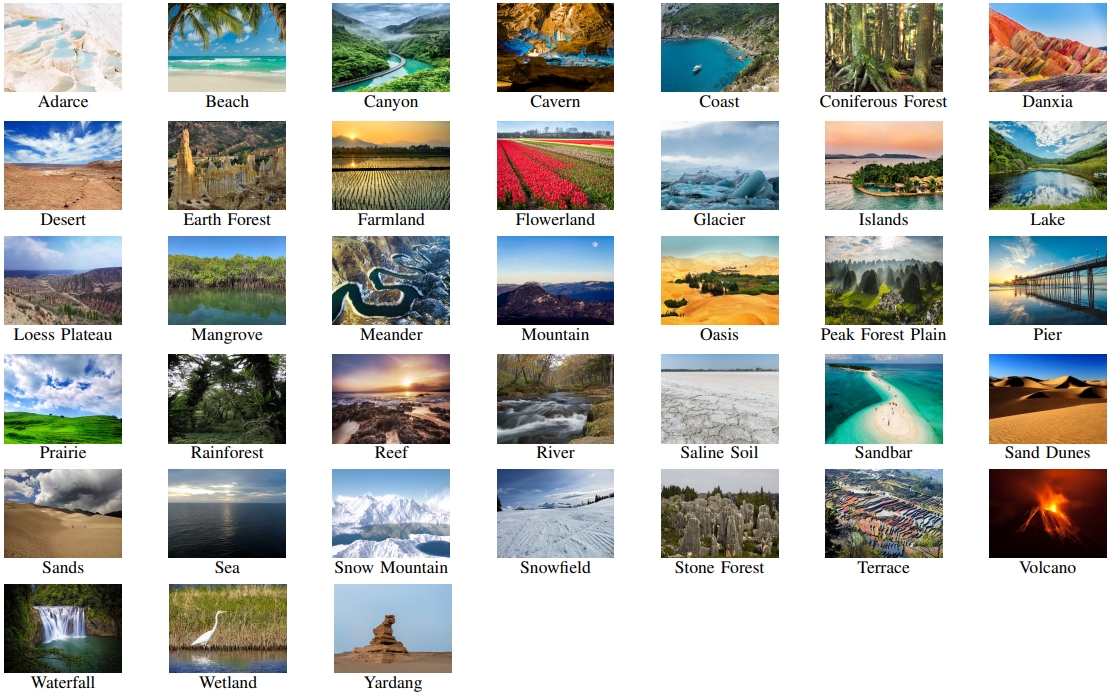 Adarce Beach Canyon Cavern Coast Coniferous Forest Danxia
Desert Earth Forest Farmland Flowerland Glacier Islands Lake
Loess Plateau Mangrove Meander Mountain Oasis Peak Forest Plain Pier
Prairie Rainforest Reef River Saline Soil Sandbar Sand Dunes
Sands Sea Snow Mountain Snowfield Stone Forest Terrace Volcano
Waterfall Wetland Yardang